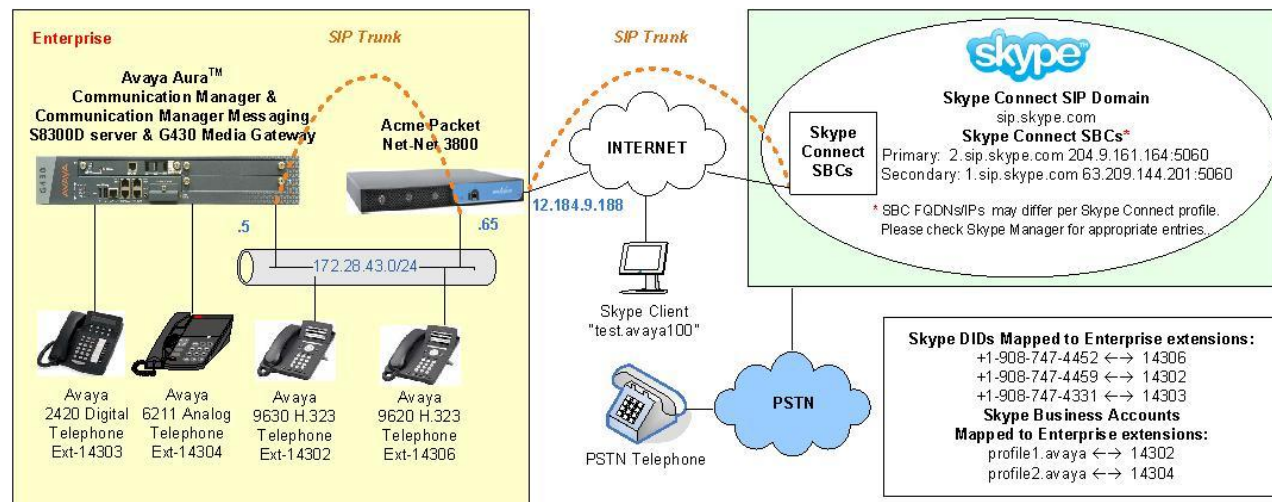 Enterprise
SIP Trunk
Avaya Aura™
Communication Manager &
Communication Manager Messaging
S8300D server & G430 Media Gateway
Acme Packet
Net-Net 3800
G430
AVAYA
.5
.65
12.184.9.188
172.28.43.0/24
Avaya
2420 Digital
Telephone
Ext-14303
Avaya
6211 Analog
Telephone
Ext-14304
Avaya
9630 H.323
Telephone
Ext-14302
Avaya
9620 H.323
Telephone
Ext-14306
SIP Trunk
INTERNET
Skype Client
"test.avaya100"
PSTN Telephone
PSTN
Skype
Connect
SBCs
skype
Skype Connect SIP Domain
sip.skype.com
Skype Connect SBCs*
Primary: 2.sip.skype.com 204.9.161.164:5060
Secondary: 1.sip.skype.com 63.209.144.201:5060
* SBC FQDNs/IPs may differ per Skype Connect profile.
Please check Skype Manager for appropriate entries.
Skype DIDs Mapped to Enterprise extensions:
+1-908-747-4452 ←→ 14306
+1-908-747-4459 ←→ 14302
+1-908-747-4331 ←→ 14303
Skype Business Accounts
Mapped to Enterprise extensions:
profile1.avaya ←→ 14302
profile2.avaya ←→ 14304